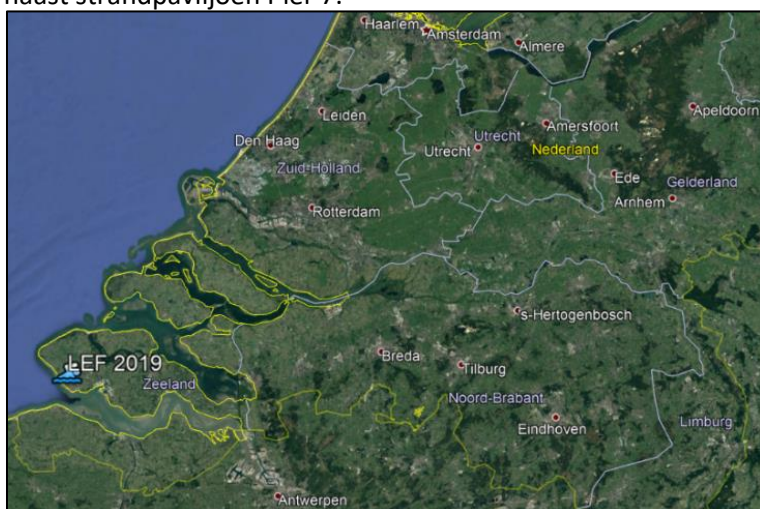 naast strandpaviljoen Pier 7.
Haarlem
Amsterdam
Almere
Leiden
Apeldoorn
Amersfoort
Den Haag
Utrecht
Utrecht
Nederland
Zuid-Holland
Ede
Gelderland
Arnhem
Rotterdam
's-Hertogenbosch
LEF 2019
Breda
Tilburg
Zeeland
Noord-Brabant
Eindhoven
Limburg
Antwerpen